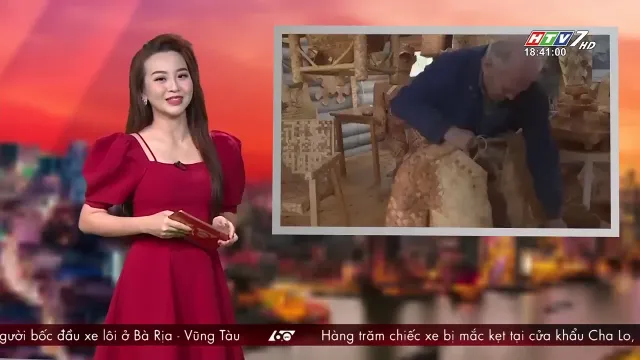 HTV7 HD
18:41:00
gười bốc đầu xe lôi ở Bà Rịa - Vũng Tàu 60 Hàng trăm chiếc xe bị mắc kẹt tại cửa khẩu Cha Lo,